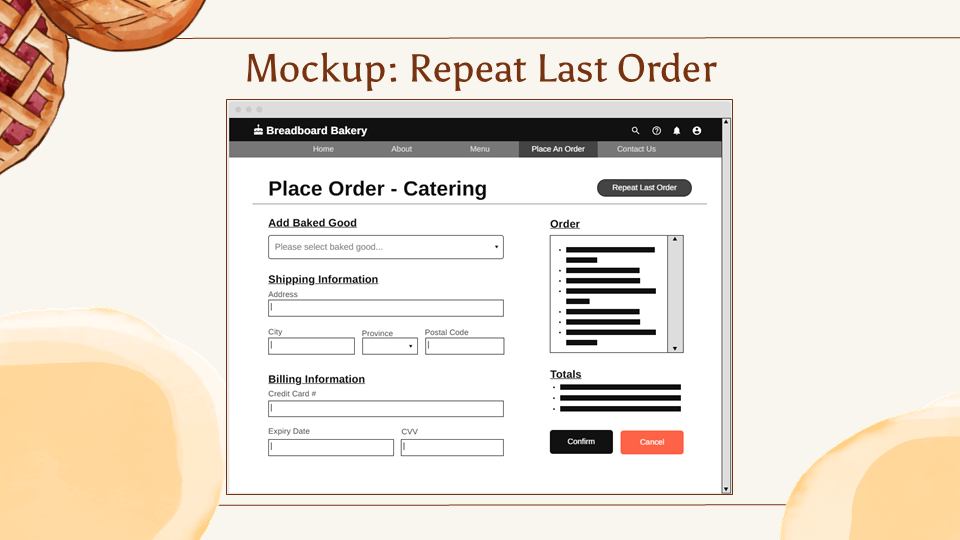 Mockup: Repeat Last Order
Breadboard Bakery
Home About Menu Place An Order Contact Us
Place Order - Catering
Repeat Last Order
Add Baked Good
Please select baked good...
Shipping Information
Address
City Province Postal Code
Billing Information
Credit Card #
Expiry Date CVV
Order
Totals
Confirm Cancel